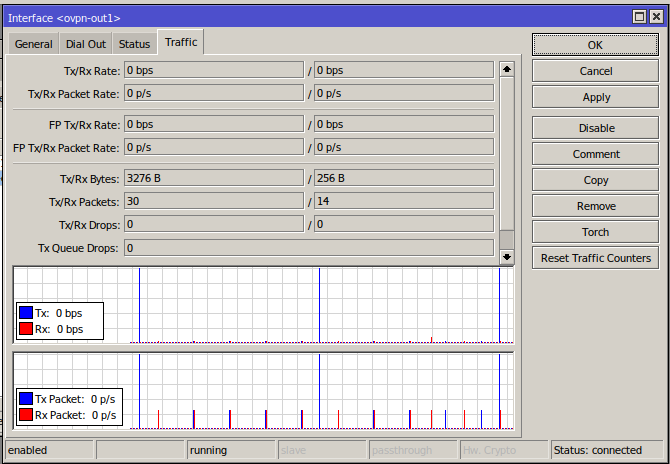 Interface <ovpn-out1>
General Dial Out Status Traffic
OK
Tx/Rx Rate: 0 bps / 0 bps
Cancel
Tx/Rx Packet Rate: 0 p/s / 0 p/s
Apply
FP Tx/Rx Rate: 0 bps / 0 bps
Disable
FP Tx/Rx Packet Rate: 0 p/s / 0 p/s
Comment
Tx/Rx Bytes: 3276 B / 256 B
Copy
Tx/Rx Packets: 30 / 14
Remove
Tx/Rx Drops: 0 / 0
Torch
Tx Queue Drops: 0
Reset Traffic Counters
Tx: 0 bps
Rx: 0 bps
Tx Packet: 0 p/s
Rx Packet: 0 p/s
enabled running slave passthrough Hw. Crypto Status: connected